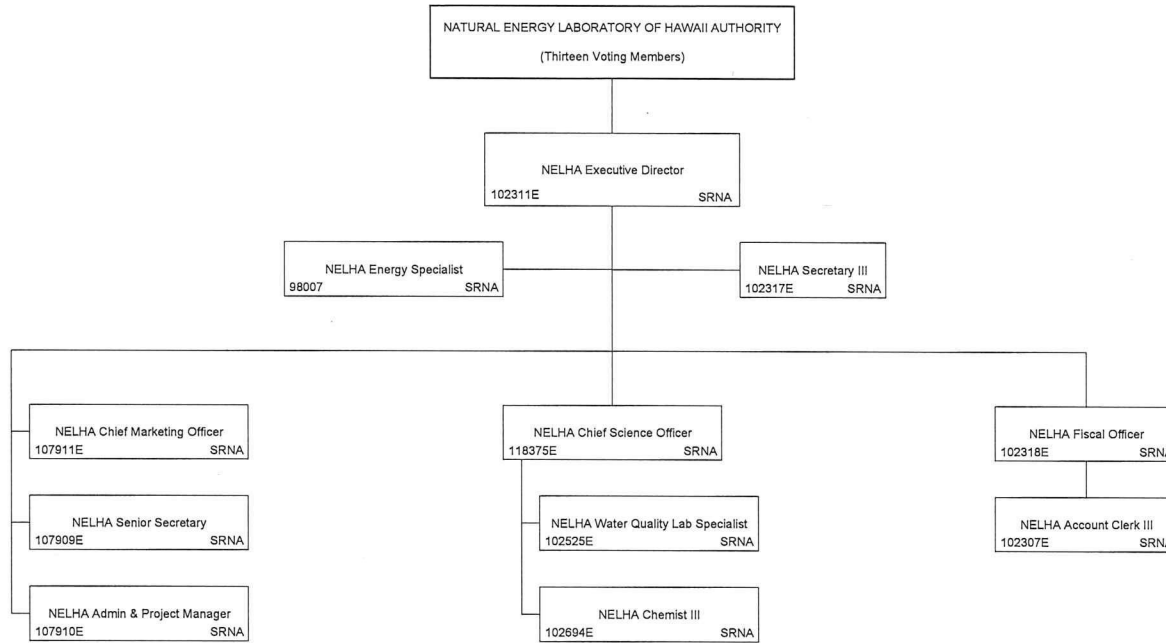 NATURAL ENERGY LABORATORY OF HAWAII AUTHORITY
(Thirteen Voting Members)
NELHA Executive Director
102311E SRNA
NELHA Energy Specialist
98007 SRNA
NELHA Secretary III
102317E SRNA
NELHA Chief Marketing Officer
107911E SRNA
NELHA Chief Science Officer
118375E SRNA
NELHA Fiscal Officer
102318E SRNA
NELHA Senior Secretary
107909E SRNA
NELHA Water Quality Lab Specialist
102525E SRNA
NELHA Account Clerk III
102307E SRNA
NELHA Admin & Project Manager
107910E SRNA
NELHA Chemist III
102694E SRNA